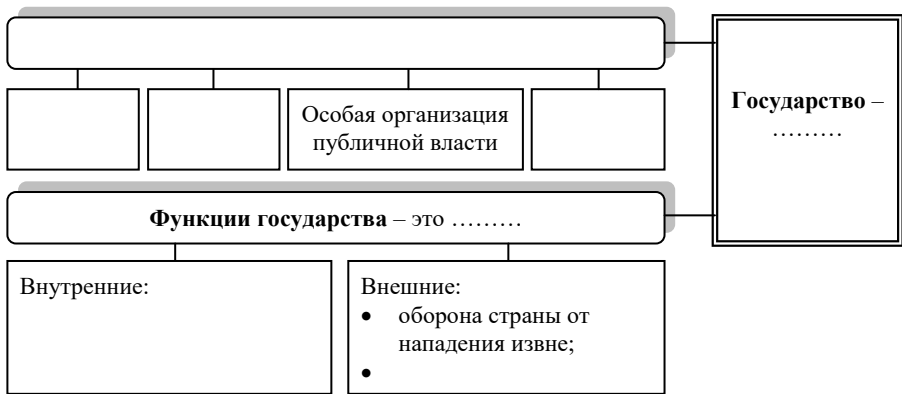 Особая организация
публичной власти
Государство –
………
Функции государства – это ………
Внутренние:
Внешние:
• оборона страны от
нападения извне;
•